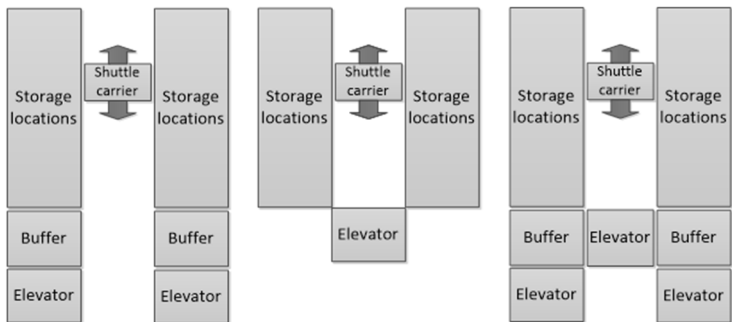 Storage
locations
Shuttle
carrier
Storage
locations
Buffer
Buffer
Elevator
Elevator
Storage
locations
Shuttle
carrier
Storage
locations
Elevator
Storage
locations
Shuttle
carrier
Storage
locations
Buffer
Elevator
Buffer
Elevator
Elevator